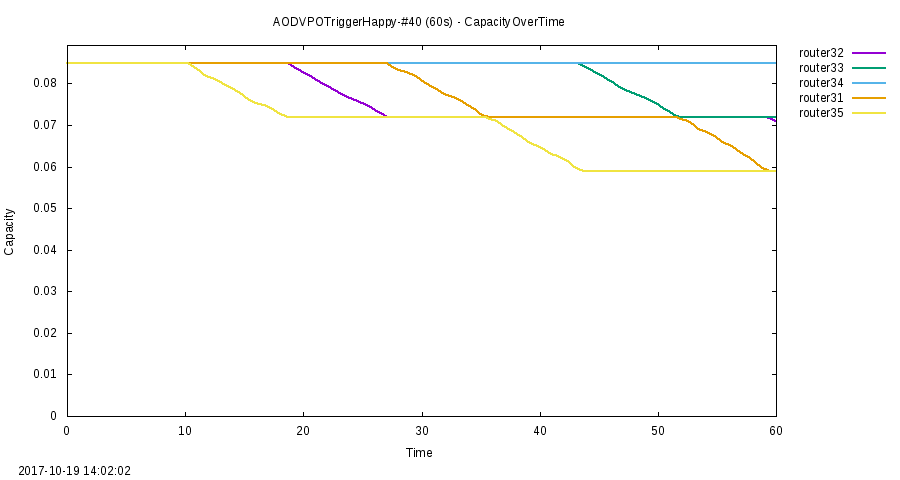 AODVPOTriggerHappy-#40 (60s) - CapacityOverTime
router32
router33
router34
router31
router35
0.08
0.07
0.06
0.05
0.04
0.03
0.02
0.01
0
Capacity
0 10 20 30 40 50 60
Time
2017-10-19 14:02:02